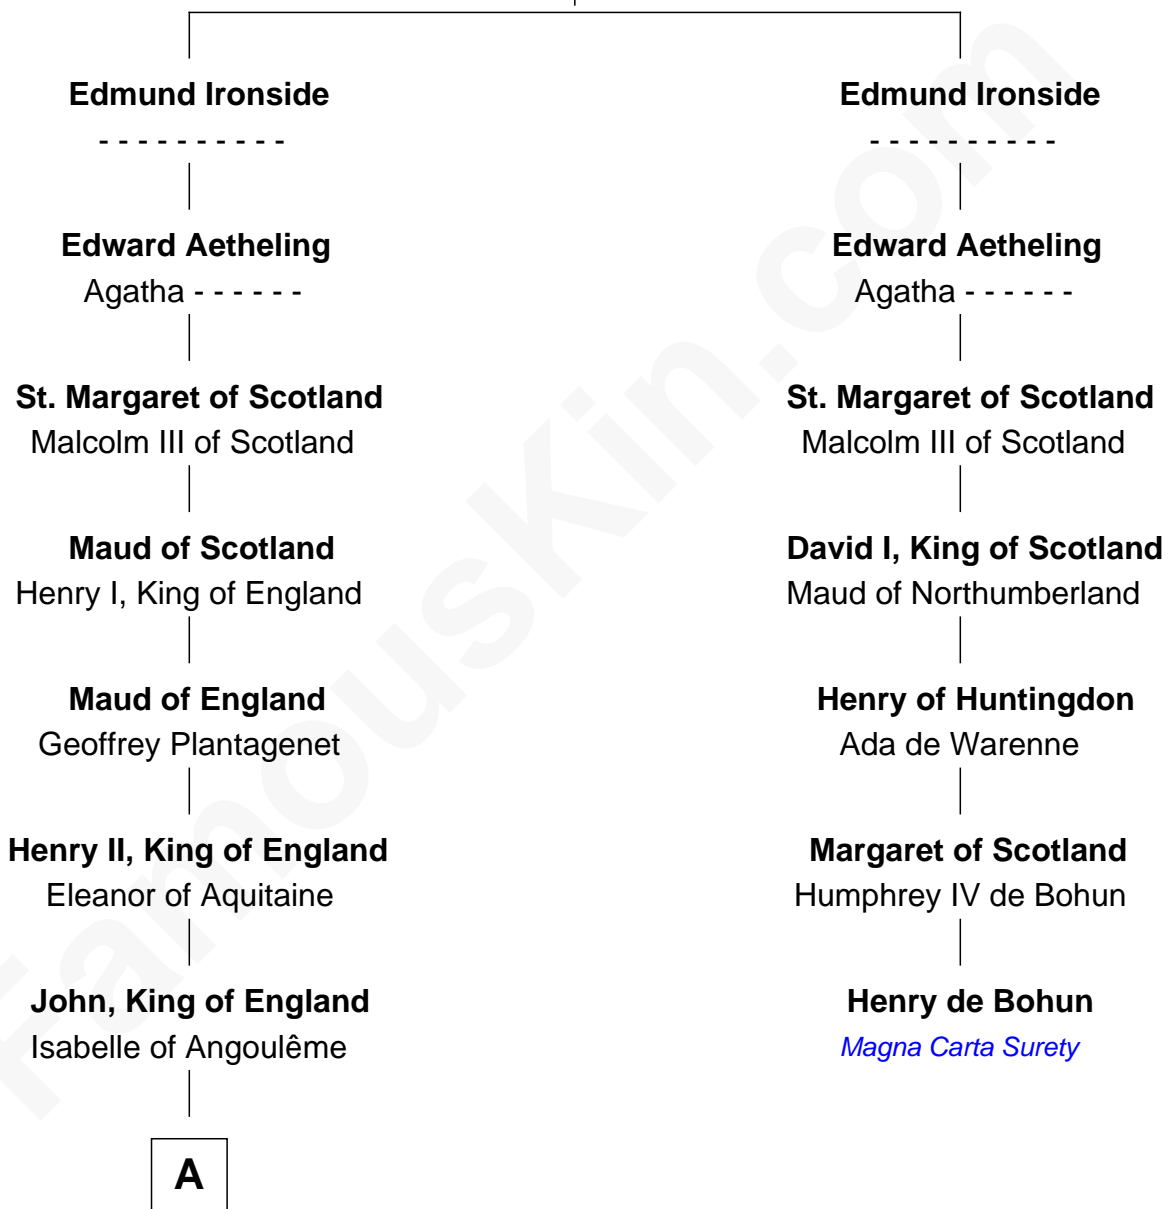 Edmund Ironside
- - - - - - - - - -
Edward Aetheling
Agatha - - - - - -
St. Margaret of Scotland
Malcolm III of Scotland
Maud of Scotland
Henry I, King of England
Maud of England
Geoffrey Plantagenet
Henry II, King of England
Eleanor of Aquitaine
John, King of England
Isabelle of Angoulême
A
Edmund Ironside
- - - - - - - - - -
Edward Aetheling
Agatha - - - - - -
St. Margaret of Scotland
Malcolm III of Scotland
David I, King of Scotland
Maud of Northumberland
Henry of Huntingdon
Ada de Warenne
Margaret of Scotland
Humphrey IV de Bohun
Henry de Bohun
Magna Carta Surety
FamousKin.com